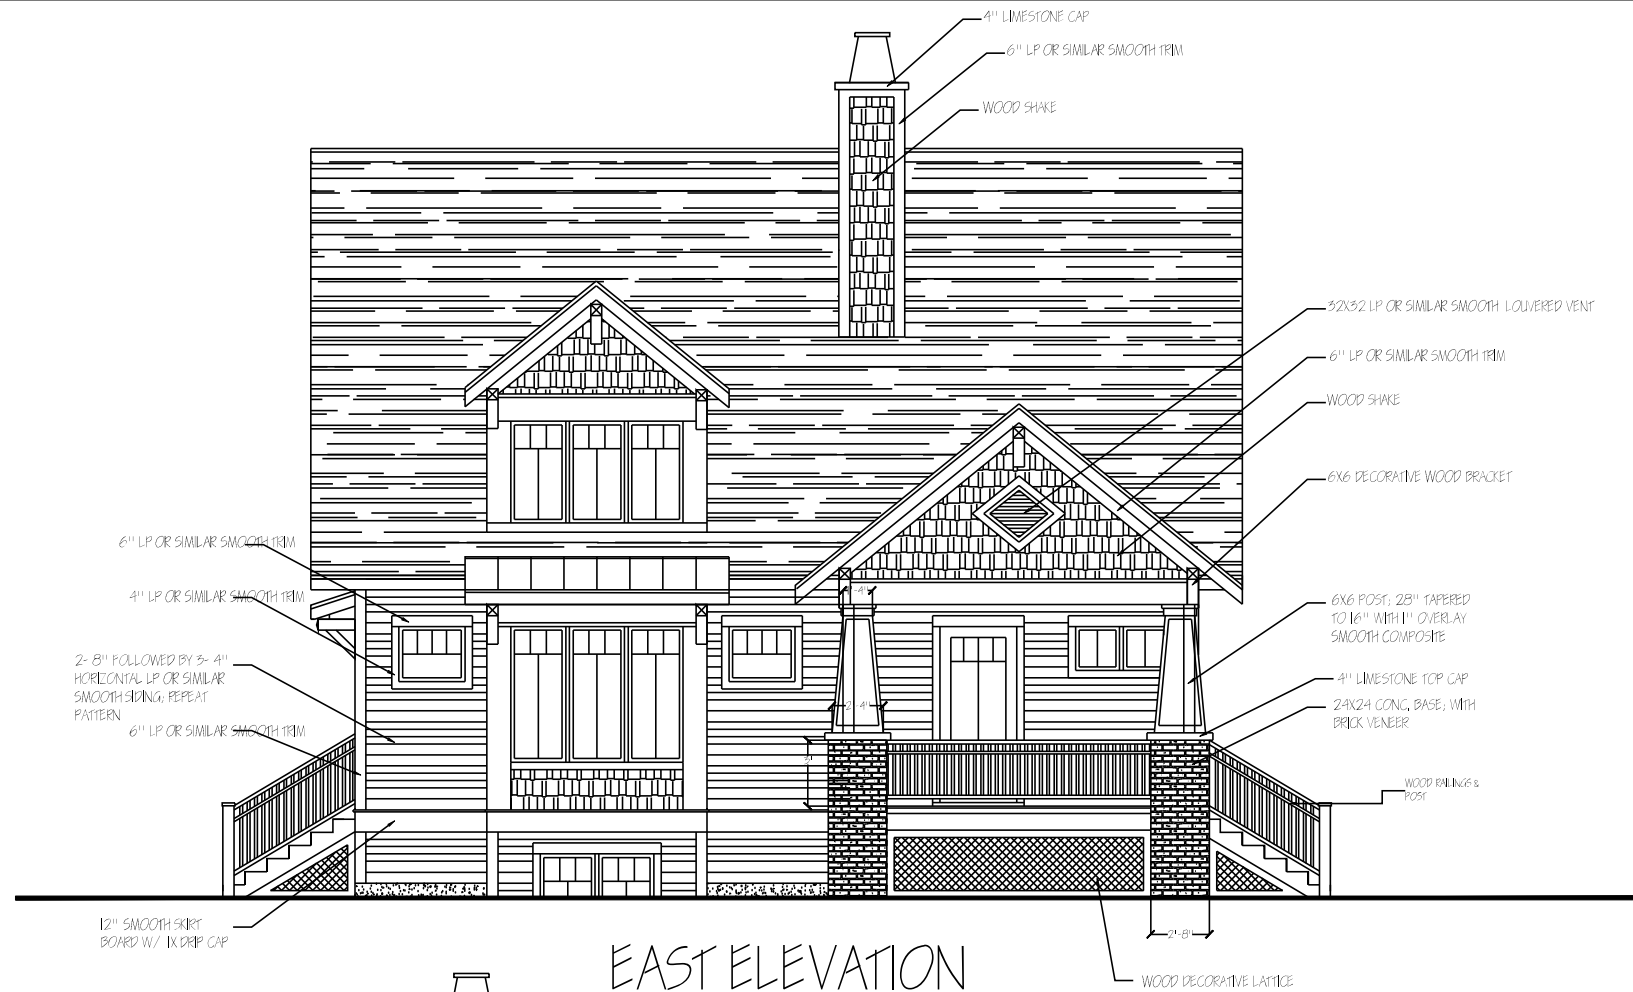 4" LIMESTONE CAP
6" LP OR SIMILAR SMOOTH TRIM
WOOD SHAKE
32X32 LP OR SIMILAR SMOOTH LOUVERED VENT
6" LP OR SIMILAR SMOOTH TRIM
WOOD SHAKE
6X6 DECORATIVE WOOD BRACKET
6" LP OR SIMILAR SMOOTH TRIM
4" LP OR SIMILAR SMOOTH TRIM
2- 8" FOLLOWED BY 3- 4"
HORIZONTAL LP OR SIMILAR
SMOOTH SIDING; REPEAT
PATTERN
6" LP OR SIMILAR SMOOTH TRIM
6X6 POST; 28" TAPERED
TO 16" WITH 1" OVERLAY
SMOOTH COMPOSITE
4" LIMESTONE TOP CAP
24X24 CONC. BASE; WITH
BRICK VENEER
WOOD RAILINGS &
POST
2'-4"
3'
2'-8"
12" SMOOTH SKIRT
BOARD W/ 1X DRIP CAP
EAST ELEVATION
WOOD DECORATIVE LATTICE